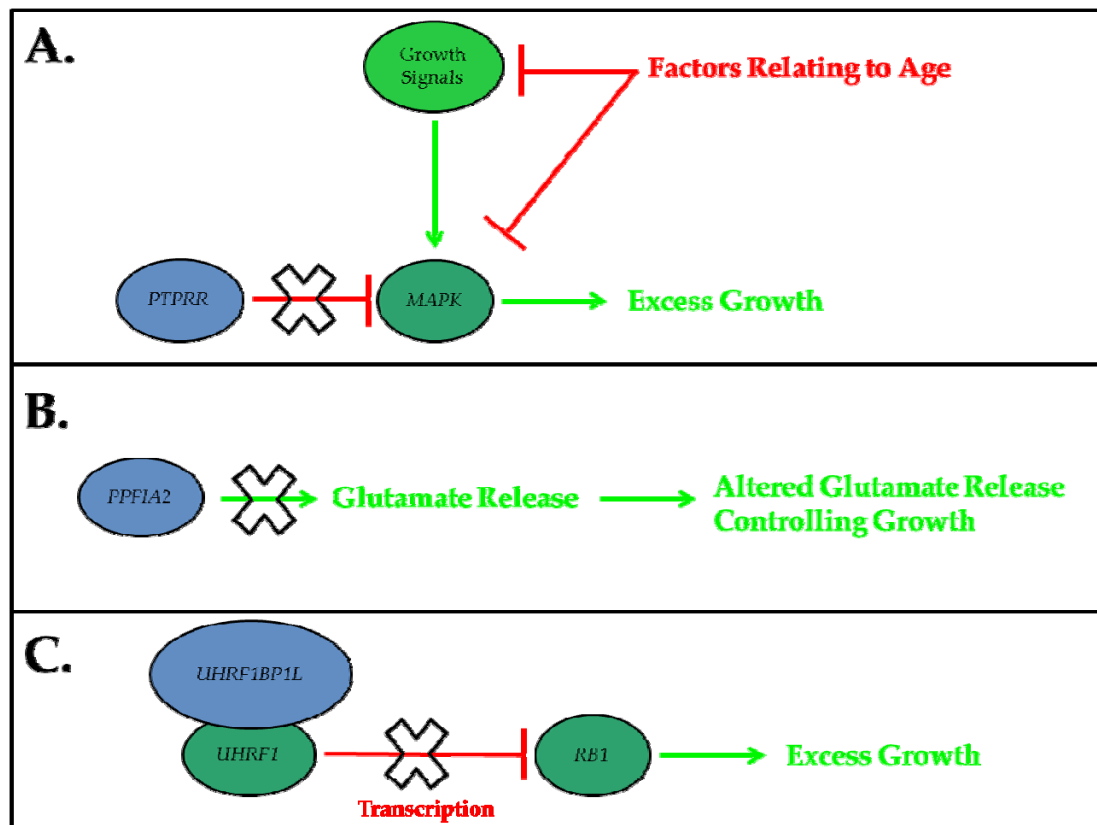 A.
Growth
Signals
Factors Relating to Age
PTPRR
MAPK
Excess Growth
B.
PPFIA2
Glutamate Release
Altered Glutamate Release
Controlling Growth
C.
UHRF1BP1L
UHRF1
RB1
Excess Growth
Transcription